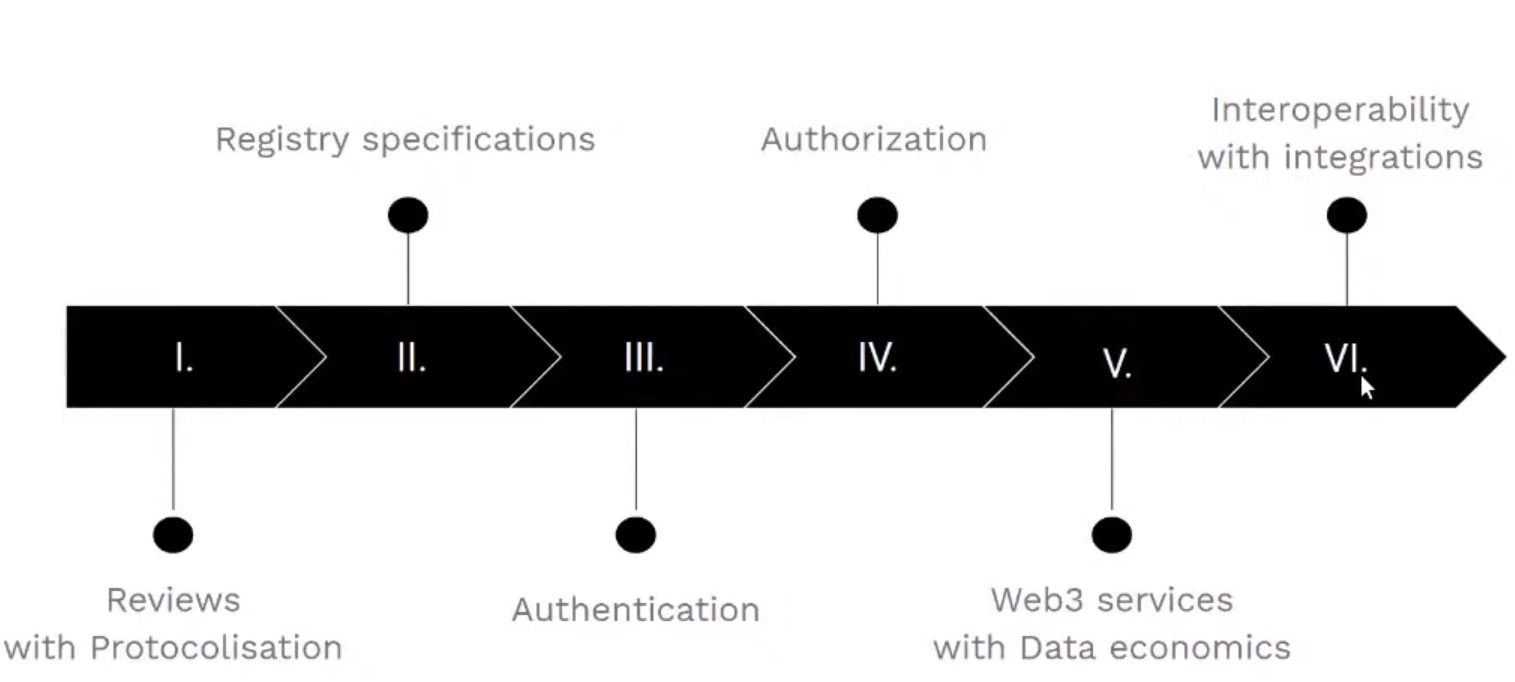 Interoperability
Registry specifications
Authorization
with integrations
I.
II.
III.
IV.
V.
VI.
Reviews
Authentication
Web3 services
with Protocolisation
with Data economics